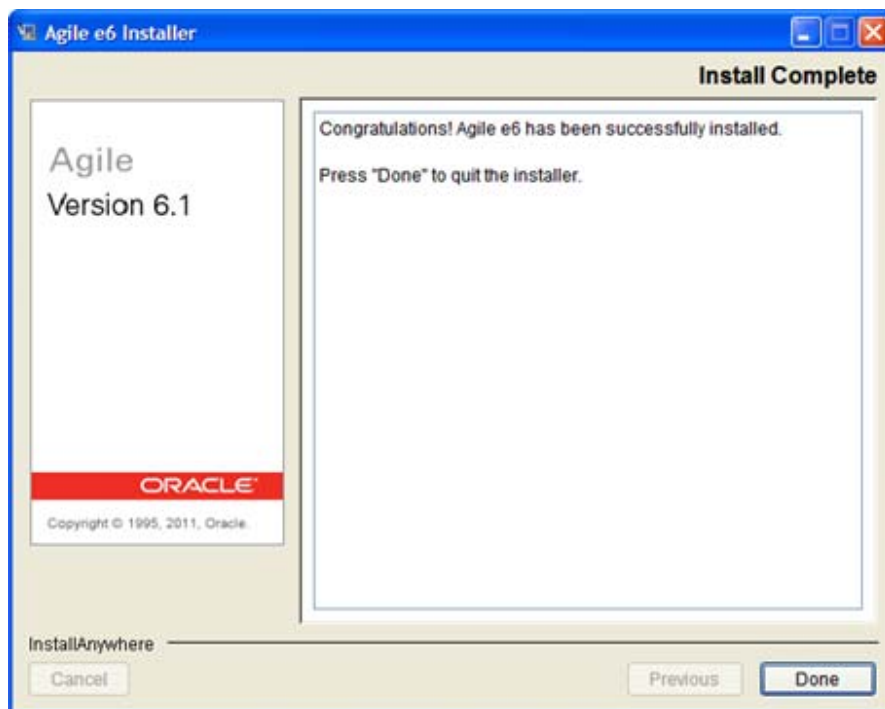 Agile e6 Installer
Install Complete
Agile
Version 6.1
ORACLE
Copyright © 1995, 2011, Oracle.
Congratulations! Agile e6 has been successfully installed.
Press "Done" to quit the installer.
InstallAnywhere
Cancel
Previous
Done